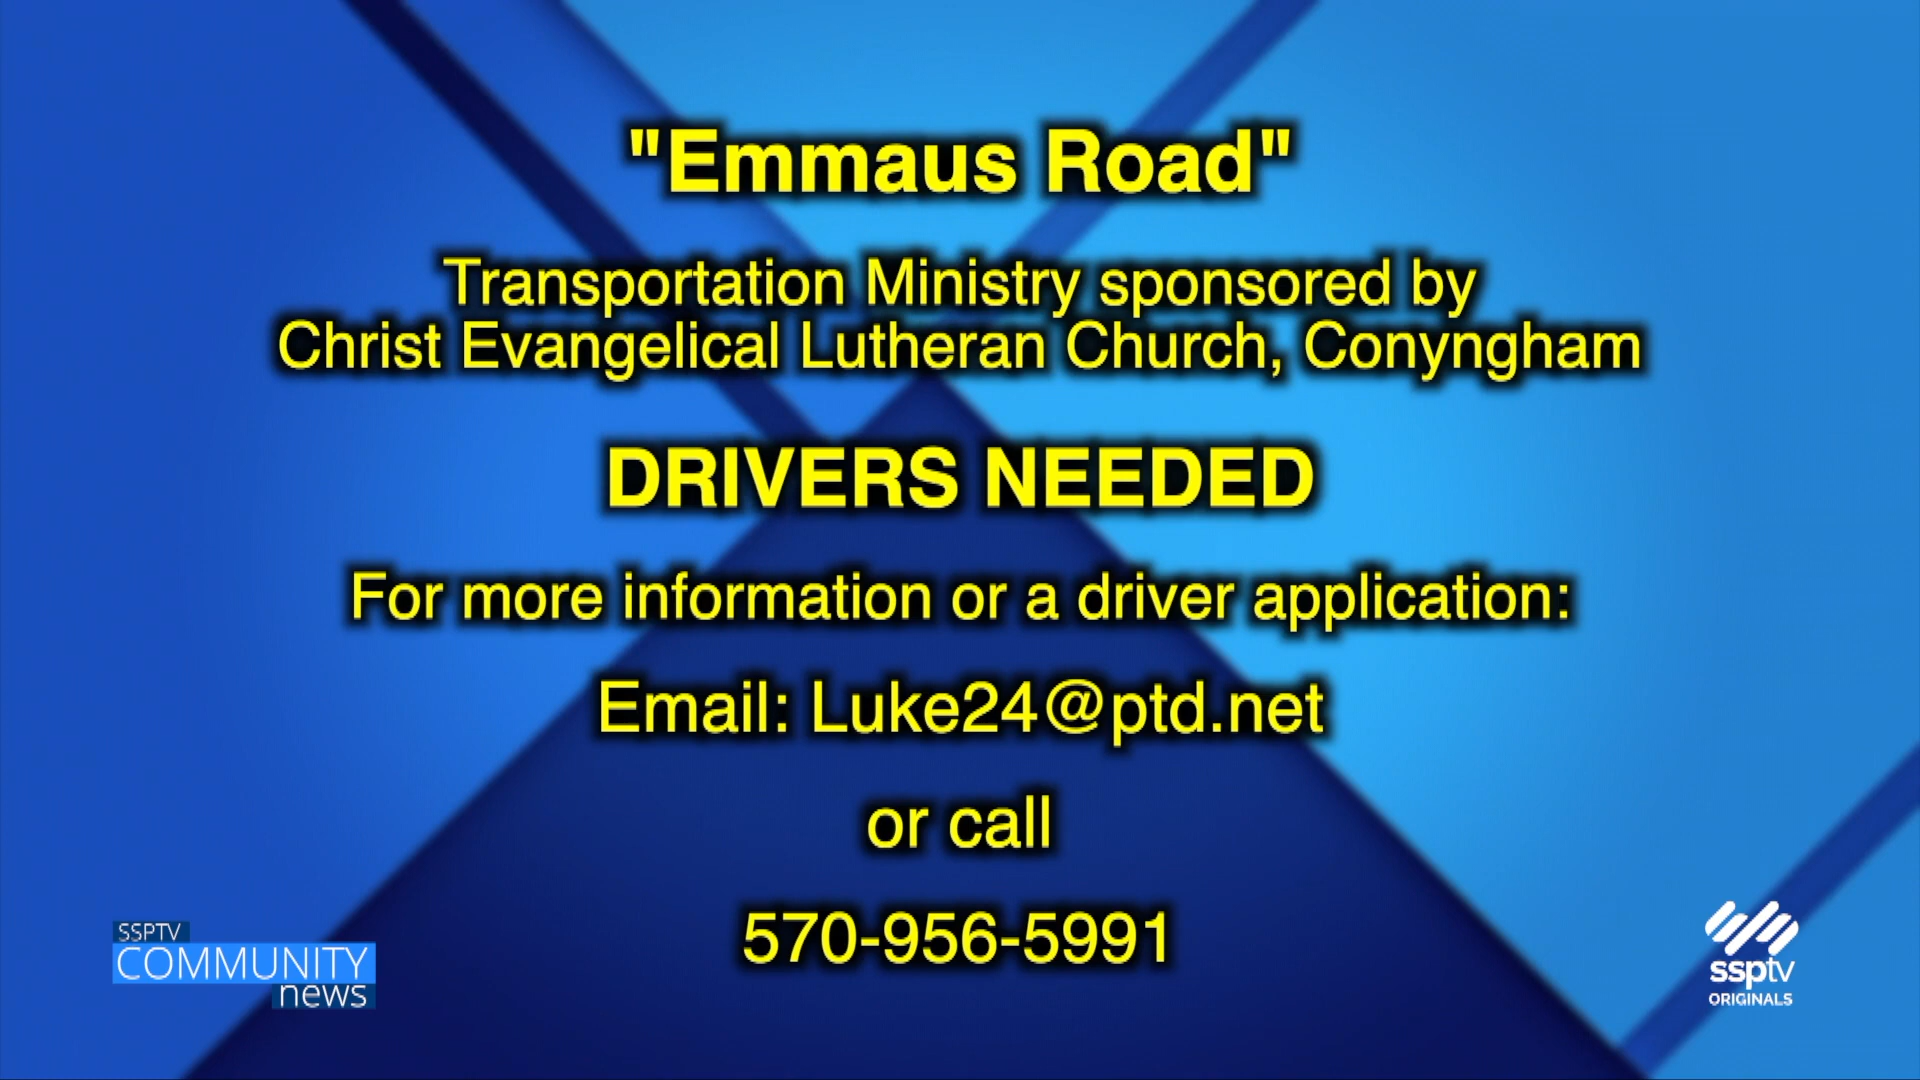 "Emmaus Road"
Transportation Ministry sponsored by
Christ Evangelical Lutheran Church, Conyngham
DRIVERS NEEDED
For more information or a driver application:
Email: Luke24@ptd.net
or call
570-956-5991
SSPTV
COMMUNITY
news
ssptv
ORIGINALS